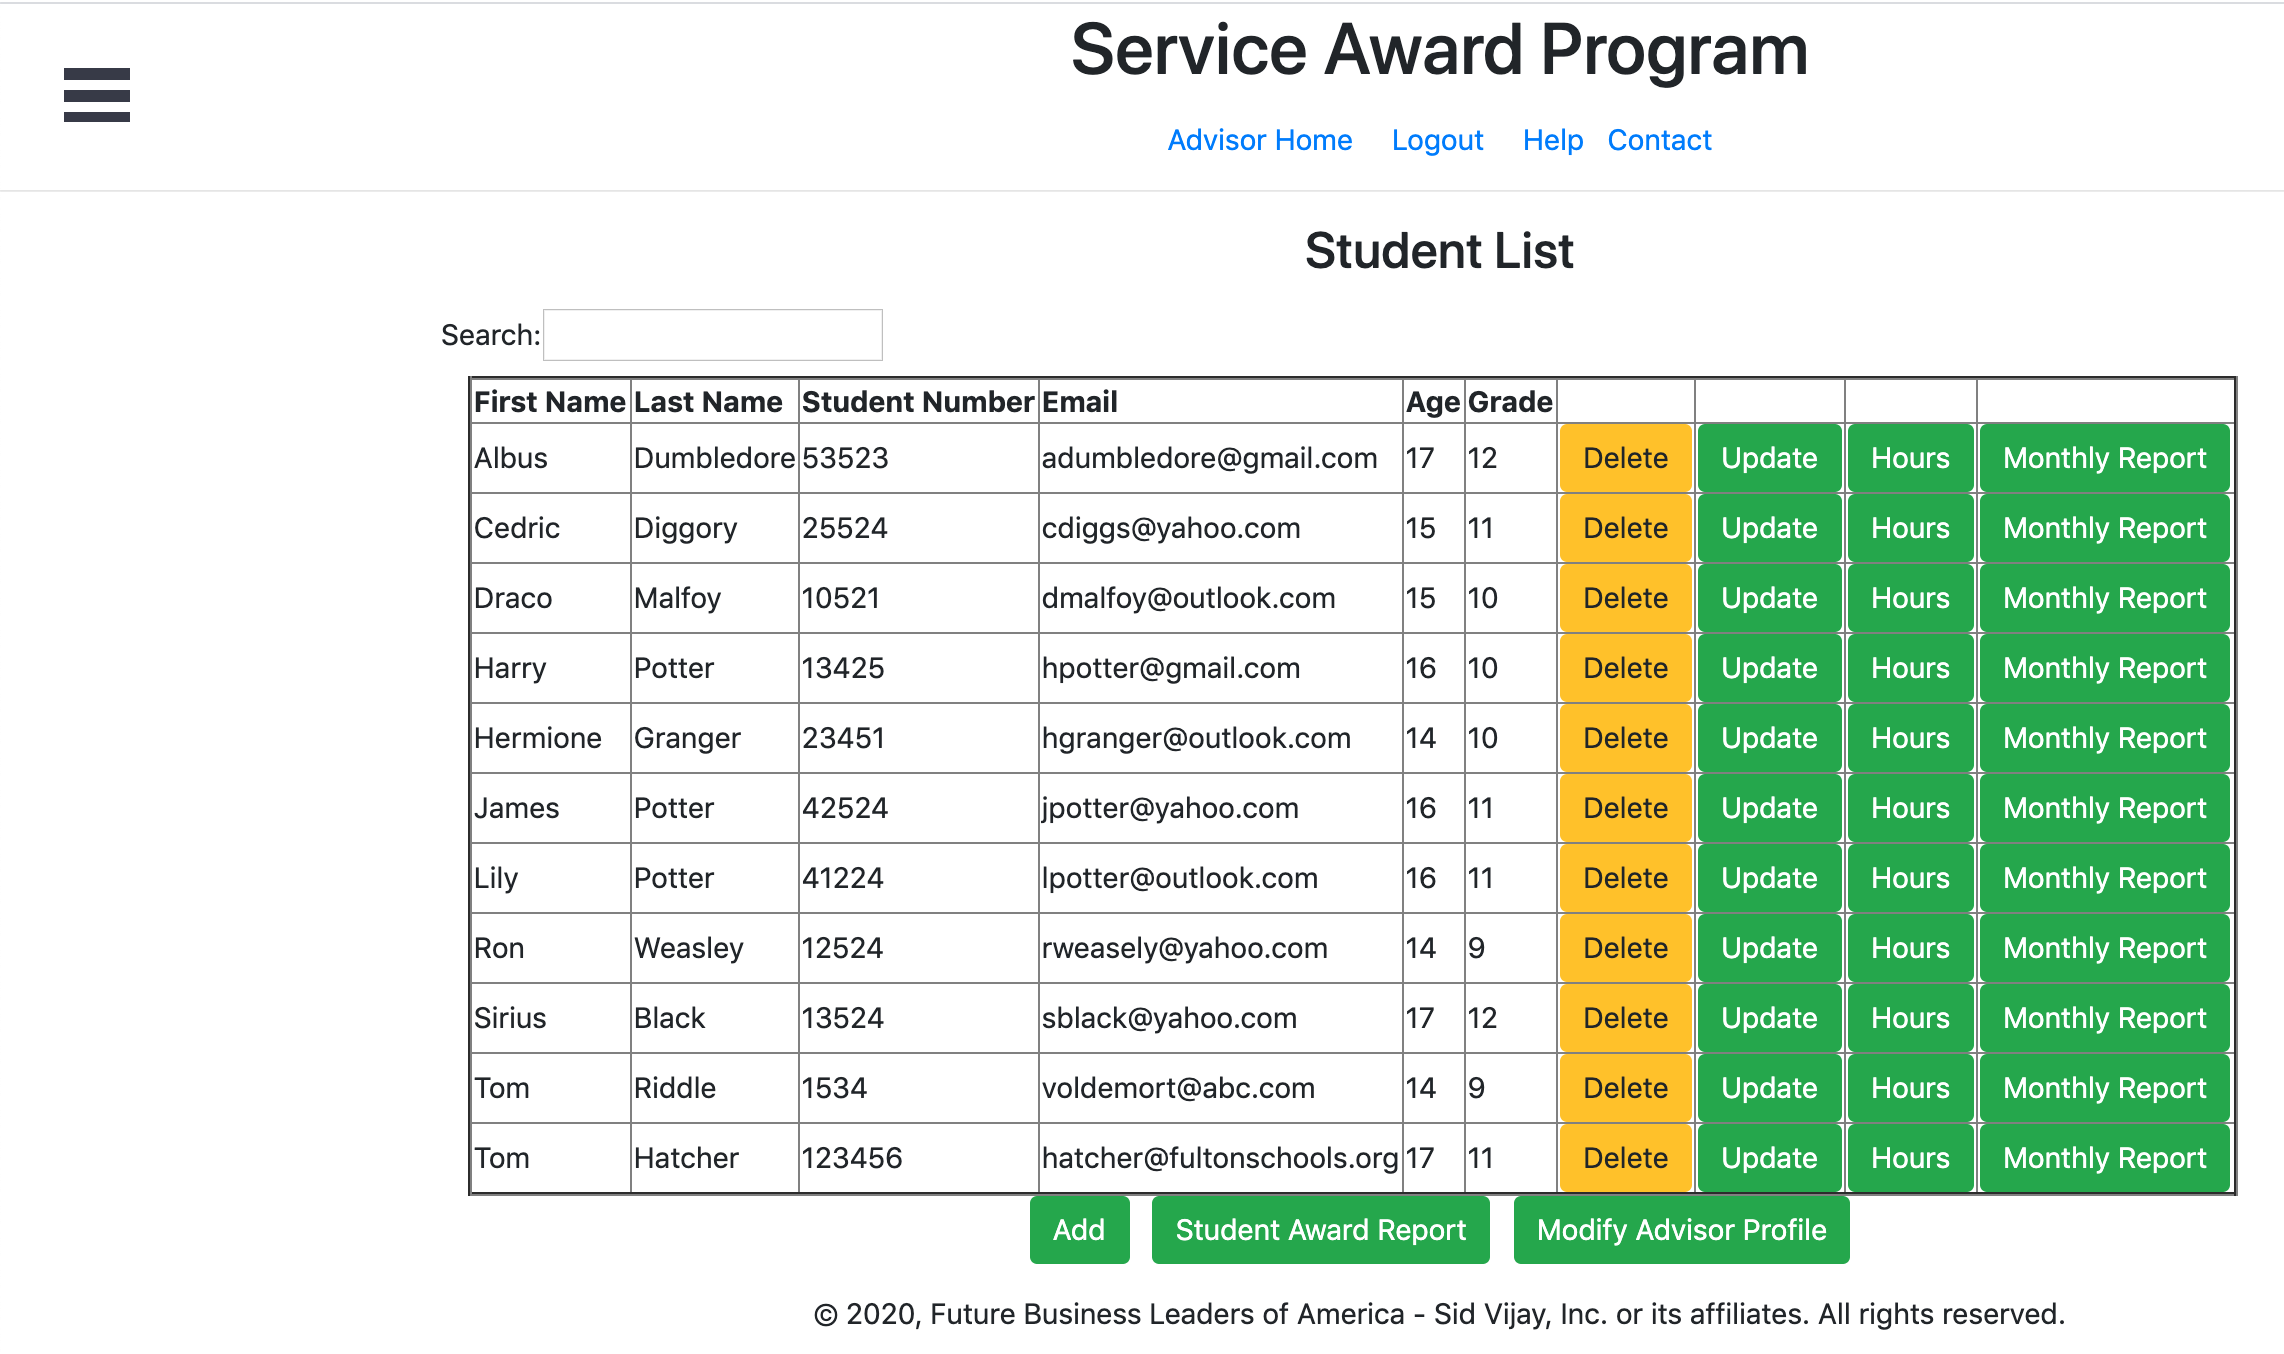 Service Award Program
Advisor Home Logout Help Contact
Student List
Search:
First Name Last Name Student Number Email Age Grade
Albus Dumbledore 53523 adumbledore@gmail.com 17 12 Delete Update Hours Monthly Report
Cedric Diggory 25524 cdiggs@yahoo.com 15 11 Delete Update Hours Monthly Report
Draco Malfoy 10521 dmalfoy@outlook.com 15 10 Delete Update Hours Monthly Report
Harry Potter 13425 hpotter@gmail.com 16 10 Delete Update Hours Monthly Report
Hermione Granger 23451 hgranger@outlook.com 14 10 Delete Update Hours Monthly Report
James Potter 42524 jpotter@yahoo.com 16 11 Delete Update Hours Monthly Report
Lily Potter 41224 lpotter@outlook.com 16 11 Delete Update Hours Monthly Report
Ron Weasley 12524 rweasely@yahoo.com 14 9 Delete Update Hours Monthly Report
Sirius Black 13524 sblack@yahoo.com 17 12 Delete Update Hours Monthly Report
Tom Riddle 1534 voldemort@abc.com 14 9 Delete Update Hours Monthly Report
Tom Hatcher 123456 hatcher@fultonschools.org 17 11 Delete Update Hours Monthly Report
Add Student Award Report Modify Advisor Profile
© 2020, Future Business Leaders of America - Sid Vijay, Inc. or its affiliates. All rights reserved.